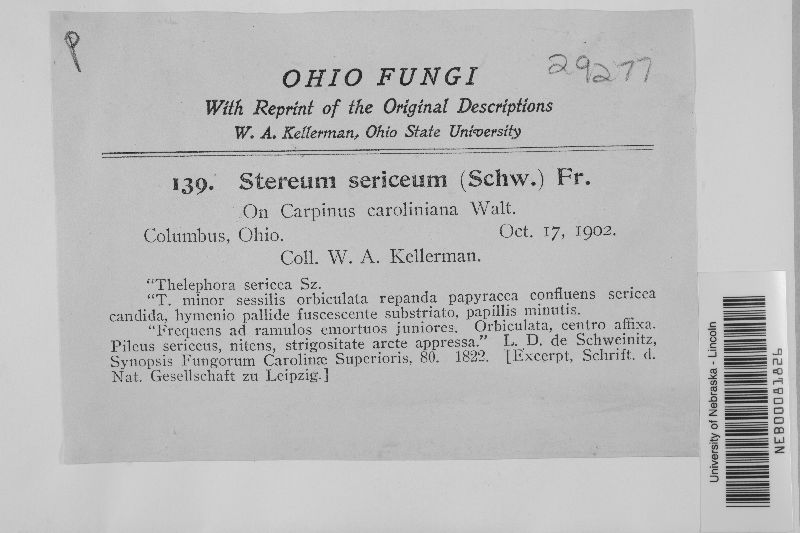 P
29277
OHIO FUNGI
With Reprint of the Original Descriptions
W. A. Kellerman, Ohio State University
139. Stereum sericeum (Schw.) Fr.
On Carpinus caroliniana Walt.
Columbus, Ohio. Oct. 17, 1902.
Coll. W. A. Kellerman.
"Thelephora sericea Sz.
"T. minor sessilis orbiculata repanda papyracea confluens sericea
candida, hymenio pallide fuscescente substriato, papillis minutis.
"Frequens ad ramulos emortuos juniores. Orbiculata, centro affixa.
Pileus sericeus, nitens, strigositate arcte appressa." L. D. de Schweinitz,
Synopsis Fungorum Carolinæ Superioris, 80. 1822. [Excerpt, Schrift. d.
Nat. Gesellschaft zu Leipzig.]
University of Nebraska - Lincoln
NEB00081826